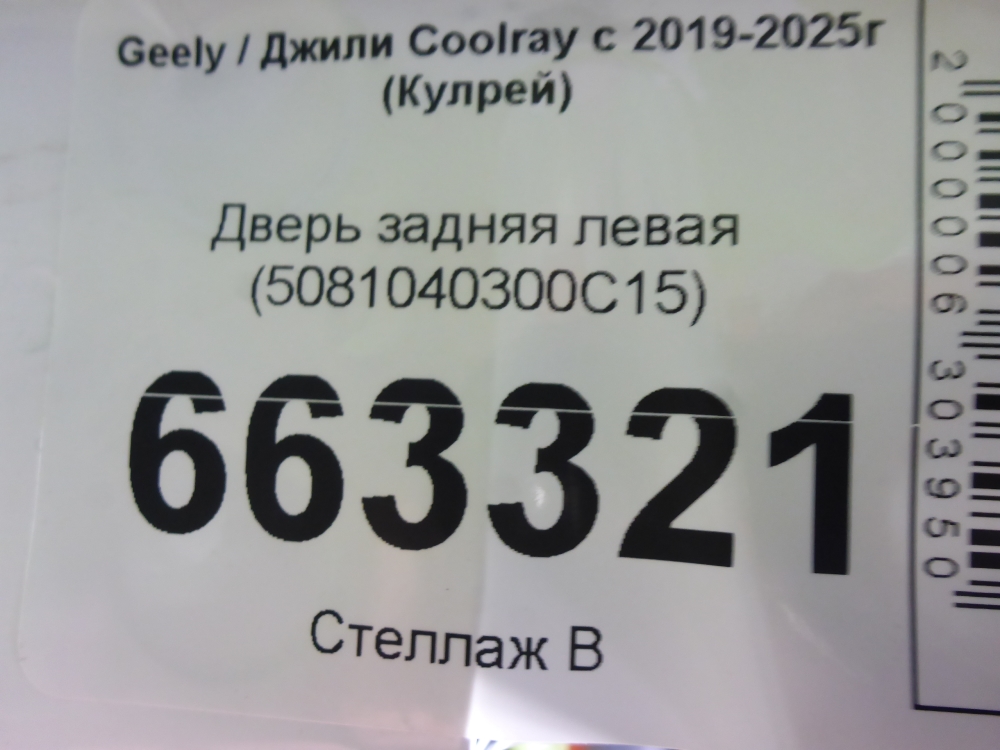 Geely / Джили Coolray с 2019-2025г
(Кулрей)
Дверь задняя левая
(5081040300C15)
663321
Стеллаж В
2000006303950